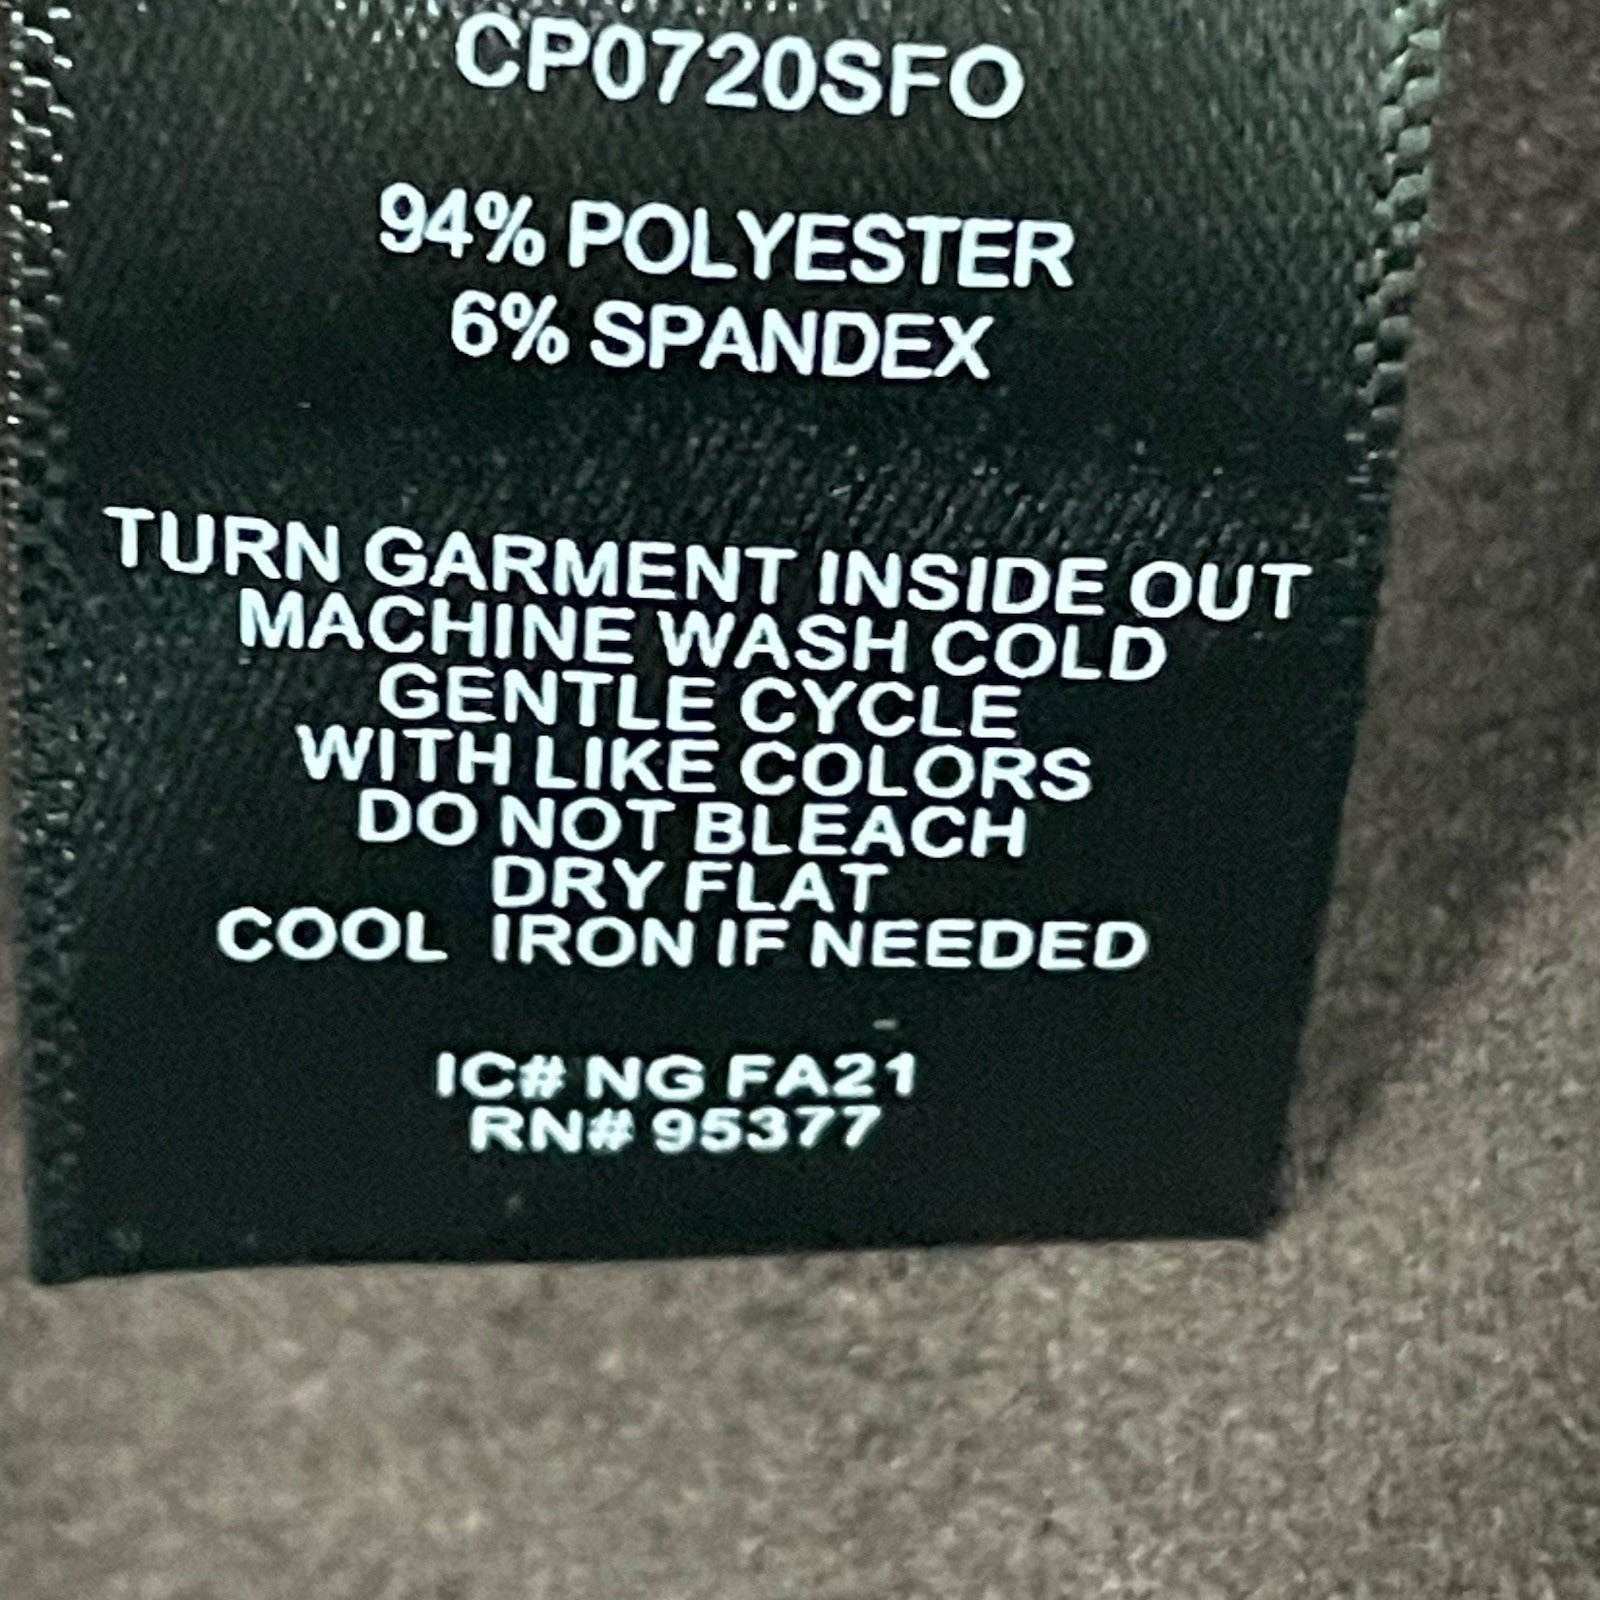 CP0720SFO
94% POLYESTER
6% SPANDEX
TURN GARMENT INSIDE OUT
MACHINE WASH COLD
GENTLE CYCLE
WITH LIKE COLORS
DO NOT BLEACH
DRY FLAT
COOL IRON IF NEEDED
IC# NG FA21
RN# 95377